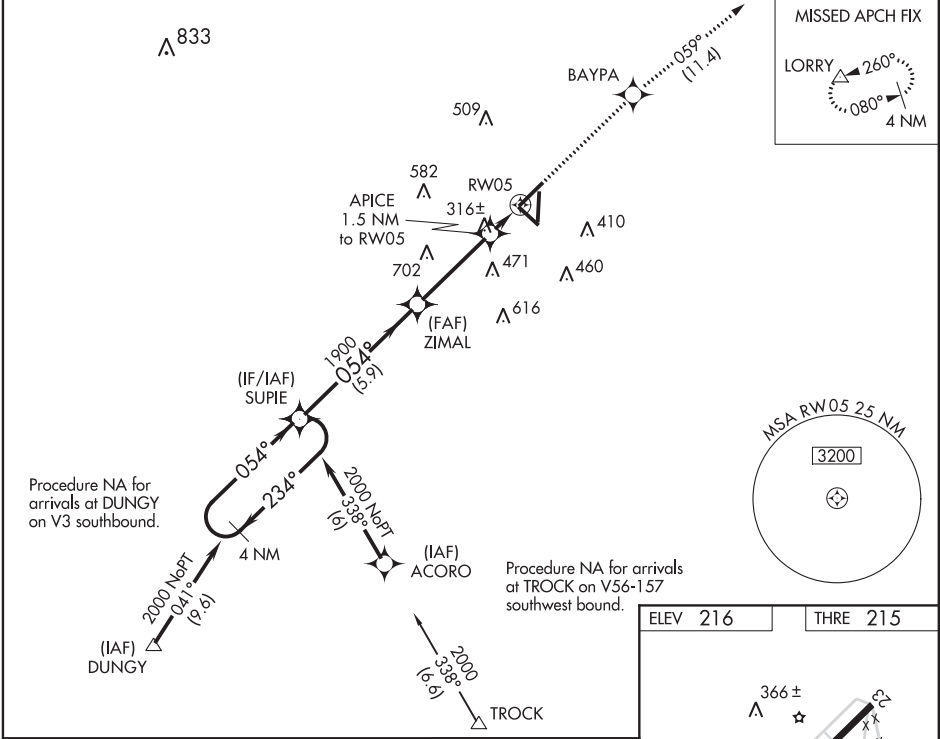 833
509
582
APICE
1.5 NM
to RW05
316±
RW05
BAYPA
059°
(11.4)
MISSED APCH FIX
LORRY
260°
080°
4 NM
410
471
460
702
616
(FAF)
ZIMAL
1900
054°
(5.9)
(IF/IAF)
SUPIE
054°
234°
4 NM
Procedure NA for
arrivals at DUNGY
on V3 southbound.
2000 NoPT
338°
(6)
(IAF)
ACORO
2000 NoPT
041°
(9.6)
(IAF)
DUNGY
2000
338°
(6.6)
TROCK
Procedure NA for arrivals
at TROCK on V56-157
southwest bound.
MSA RW05 25 NM
3200
ELEV 216
THRE 215
366 ±
23